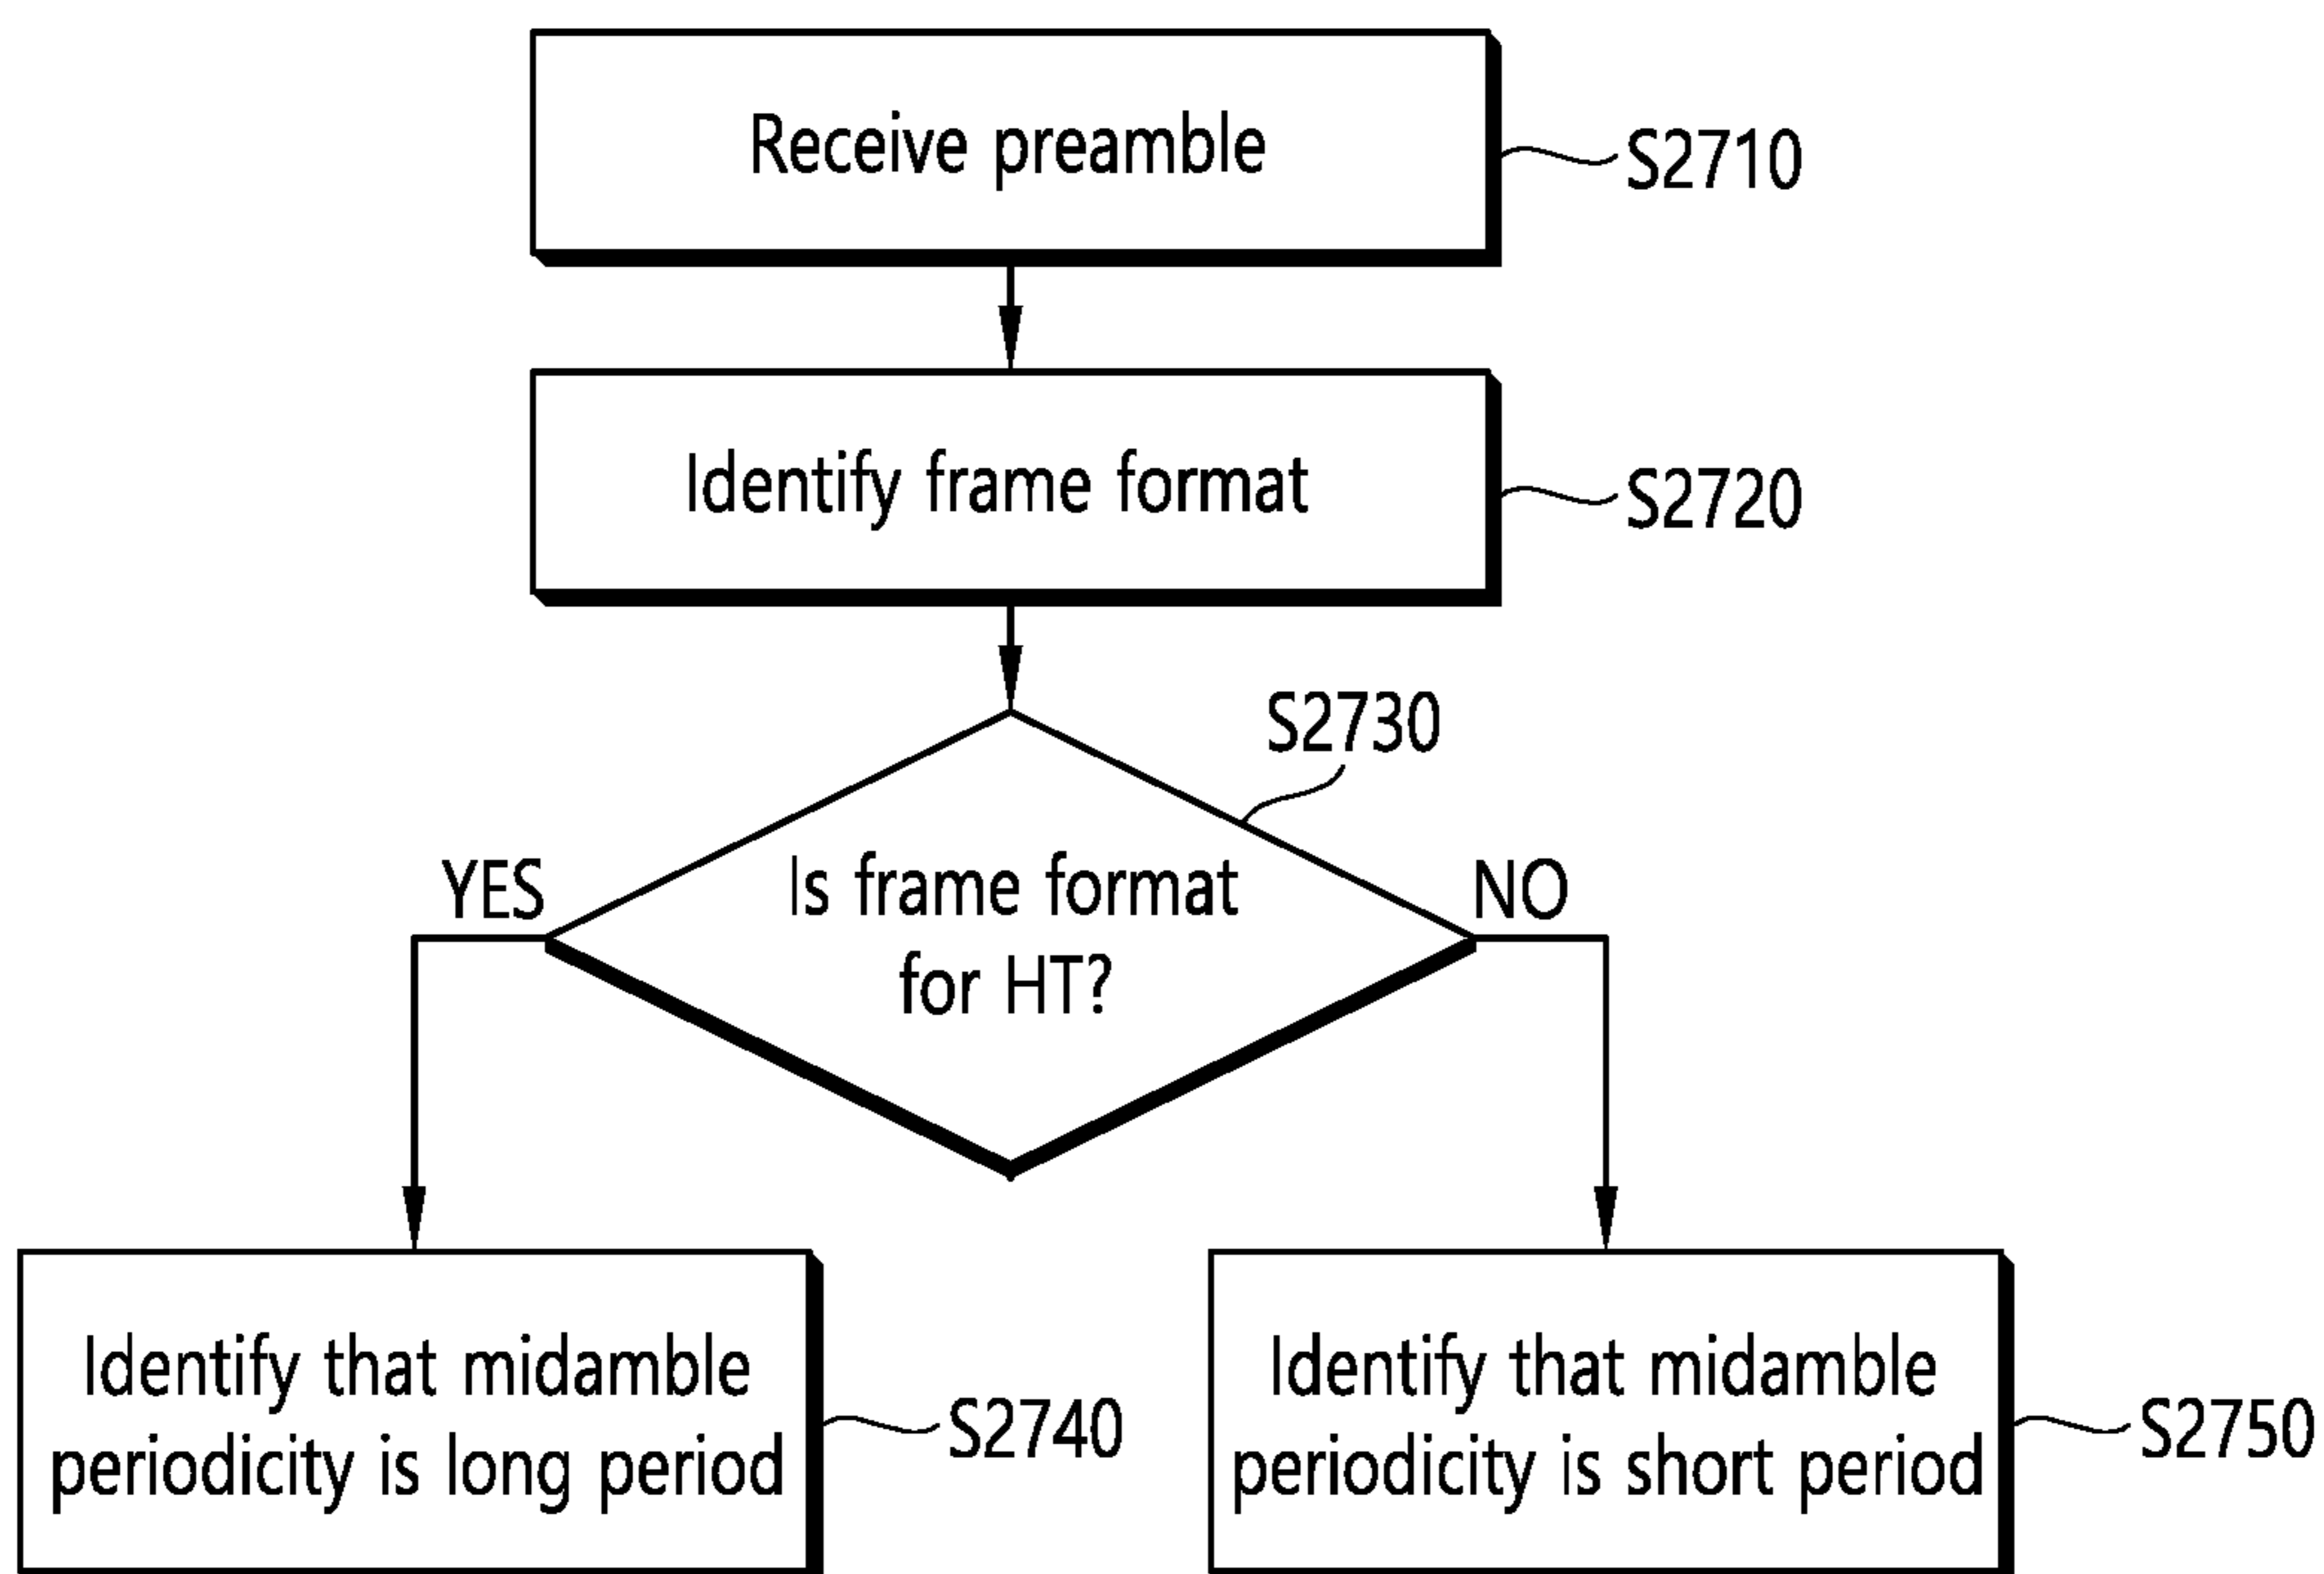 Receive preamble
S2710
Identify frame format
S2720
S2730
YES
Is frame format
for HT?
NO
Identify that midamble
periodicity is long period
S2740
Identify that midamble
periodicity is short period
S2750